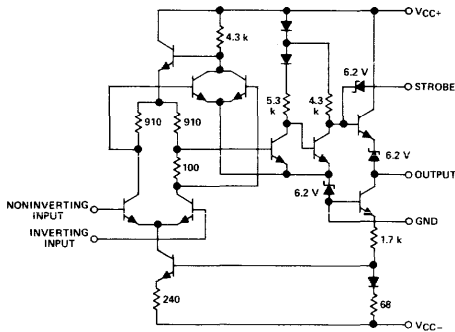 VCC+
4.3 k
6.2 V
STROBE
5.3 k
4.3 k
910
910
6.2 V
100
OUTPUT
6.2 V
NONINVERTING INPUT
GND
INVERTING INPUT
1.7 k
240
68
VCC−